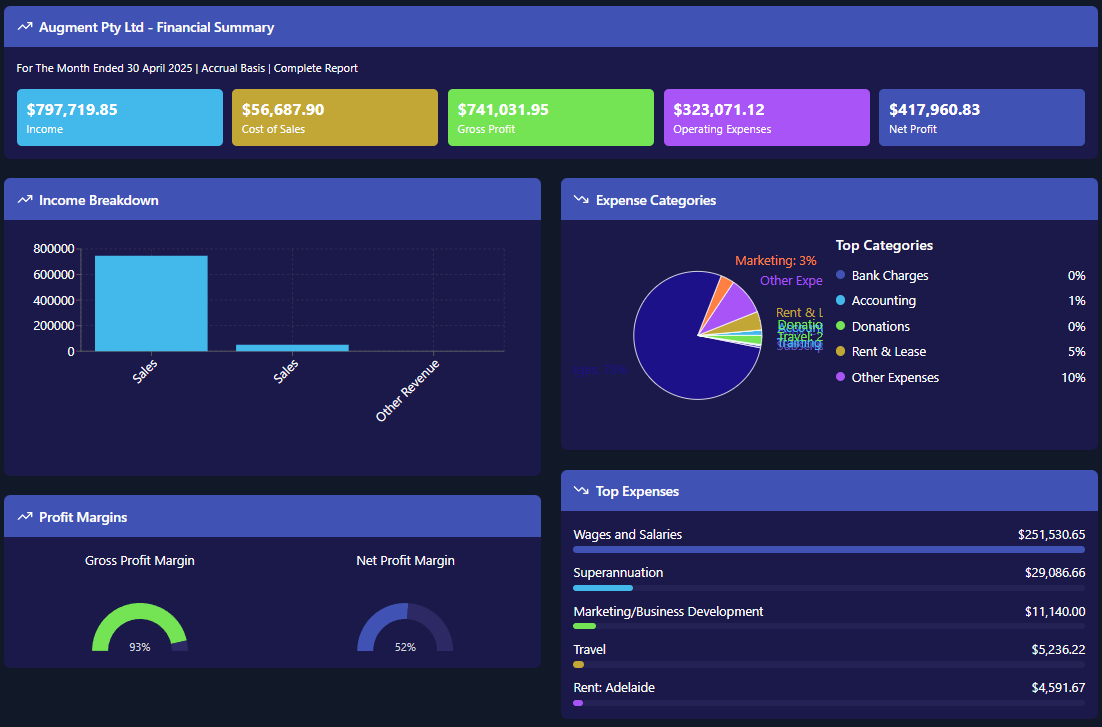 Augment Pty Ltd - Financial Summary
For The Month Ended 30 April 2025 | Accrual Basis | Complete Report
$797,719.85
Income
$56,687.90
Cost of Sales
$741,031.95
Gross Profit
$323,071.12
Operating Expenses
$417,960.83
Net Profit
Income Breakdown
800000
600000
400000
200000
0
Sales
Sales
Other Revenue
Expense Categories
Marketing: 3%
Other Expe
Rent & L
Donatio
Travel: 2
Training
Top Categories
Bank Charges 0%
Accounting 1%
Donations 0%
Rent & Lease 5%
Other Expenses 10%
Profit Margins
Gross Profit Margin
93%
Net Profit Margin
52%
Top Expenses
Wages and Salaries $251,530.65
Superannuation $29,086.66
Marketing/Business Development $11,140.00
Travel $5,236.22
Rent: Adelaide $4,591.67